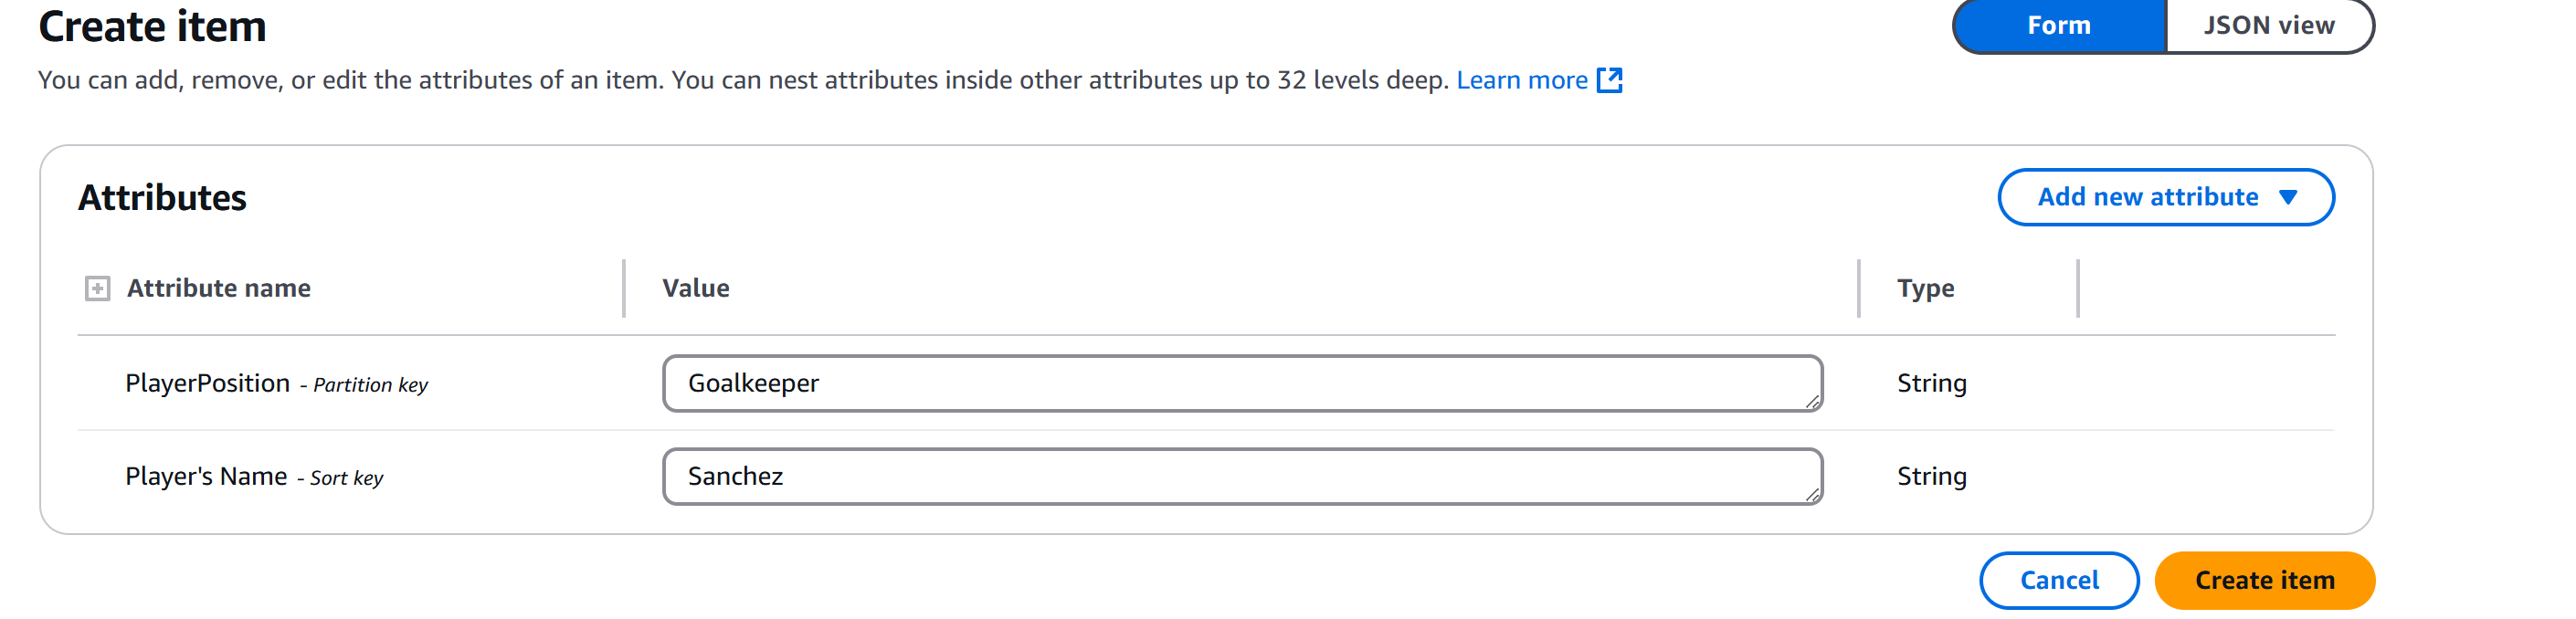 Create item
Form
JSON view
You can add, remove, or edit the attributes of an item. You can nest attributes inside other attributes up to 32 levels deep. Learn more
Attributes
Add new attribute
Attribute name
Value
Type
PlayerPosition - Partition key
Goalkeeper
String
Player's Name - Sort key
Sanchez
String
Cancel
Create item